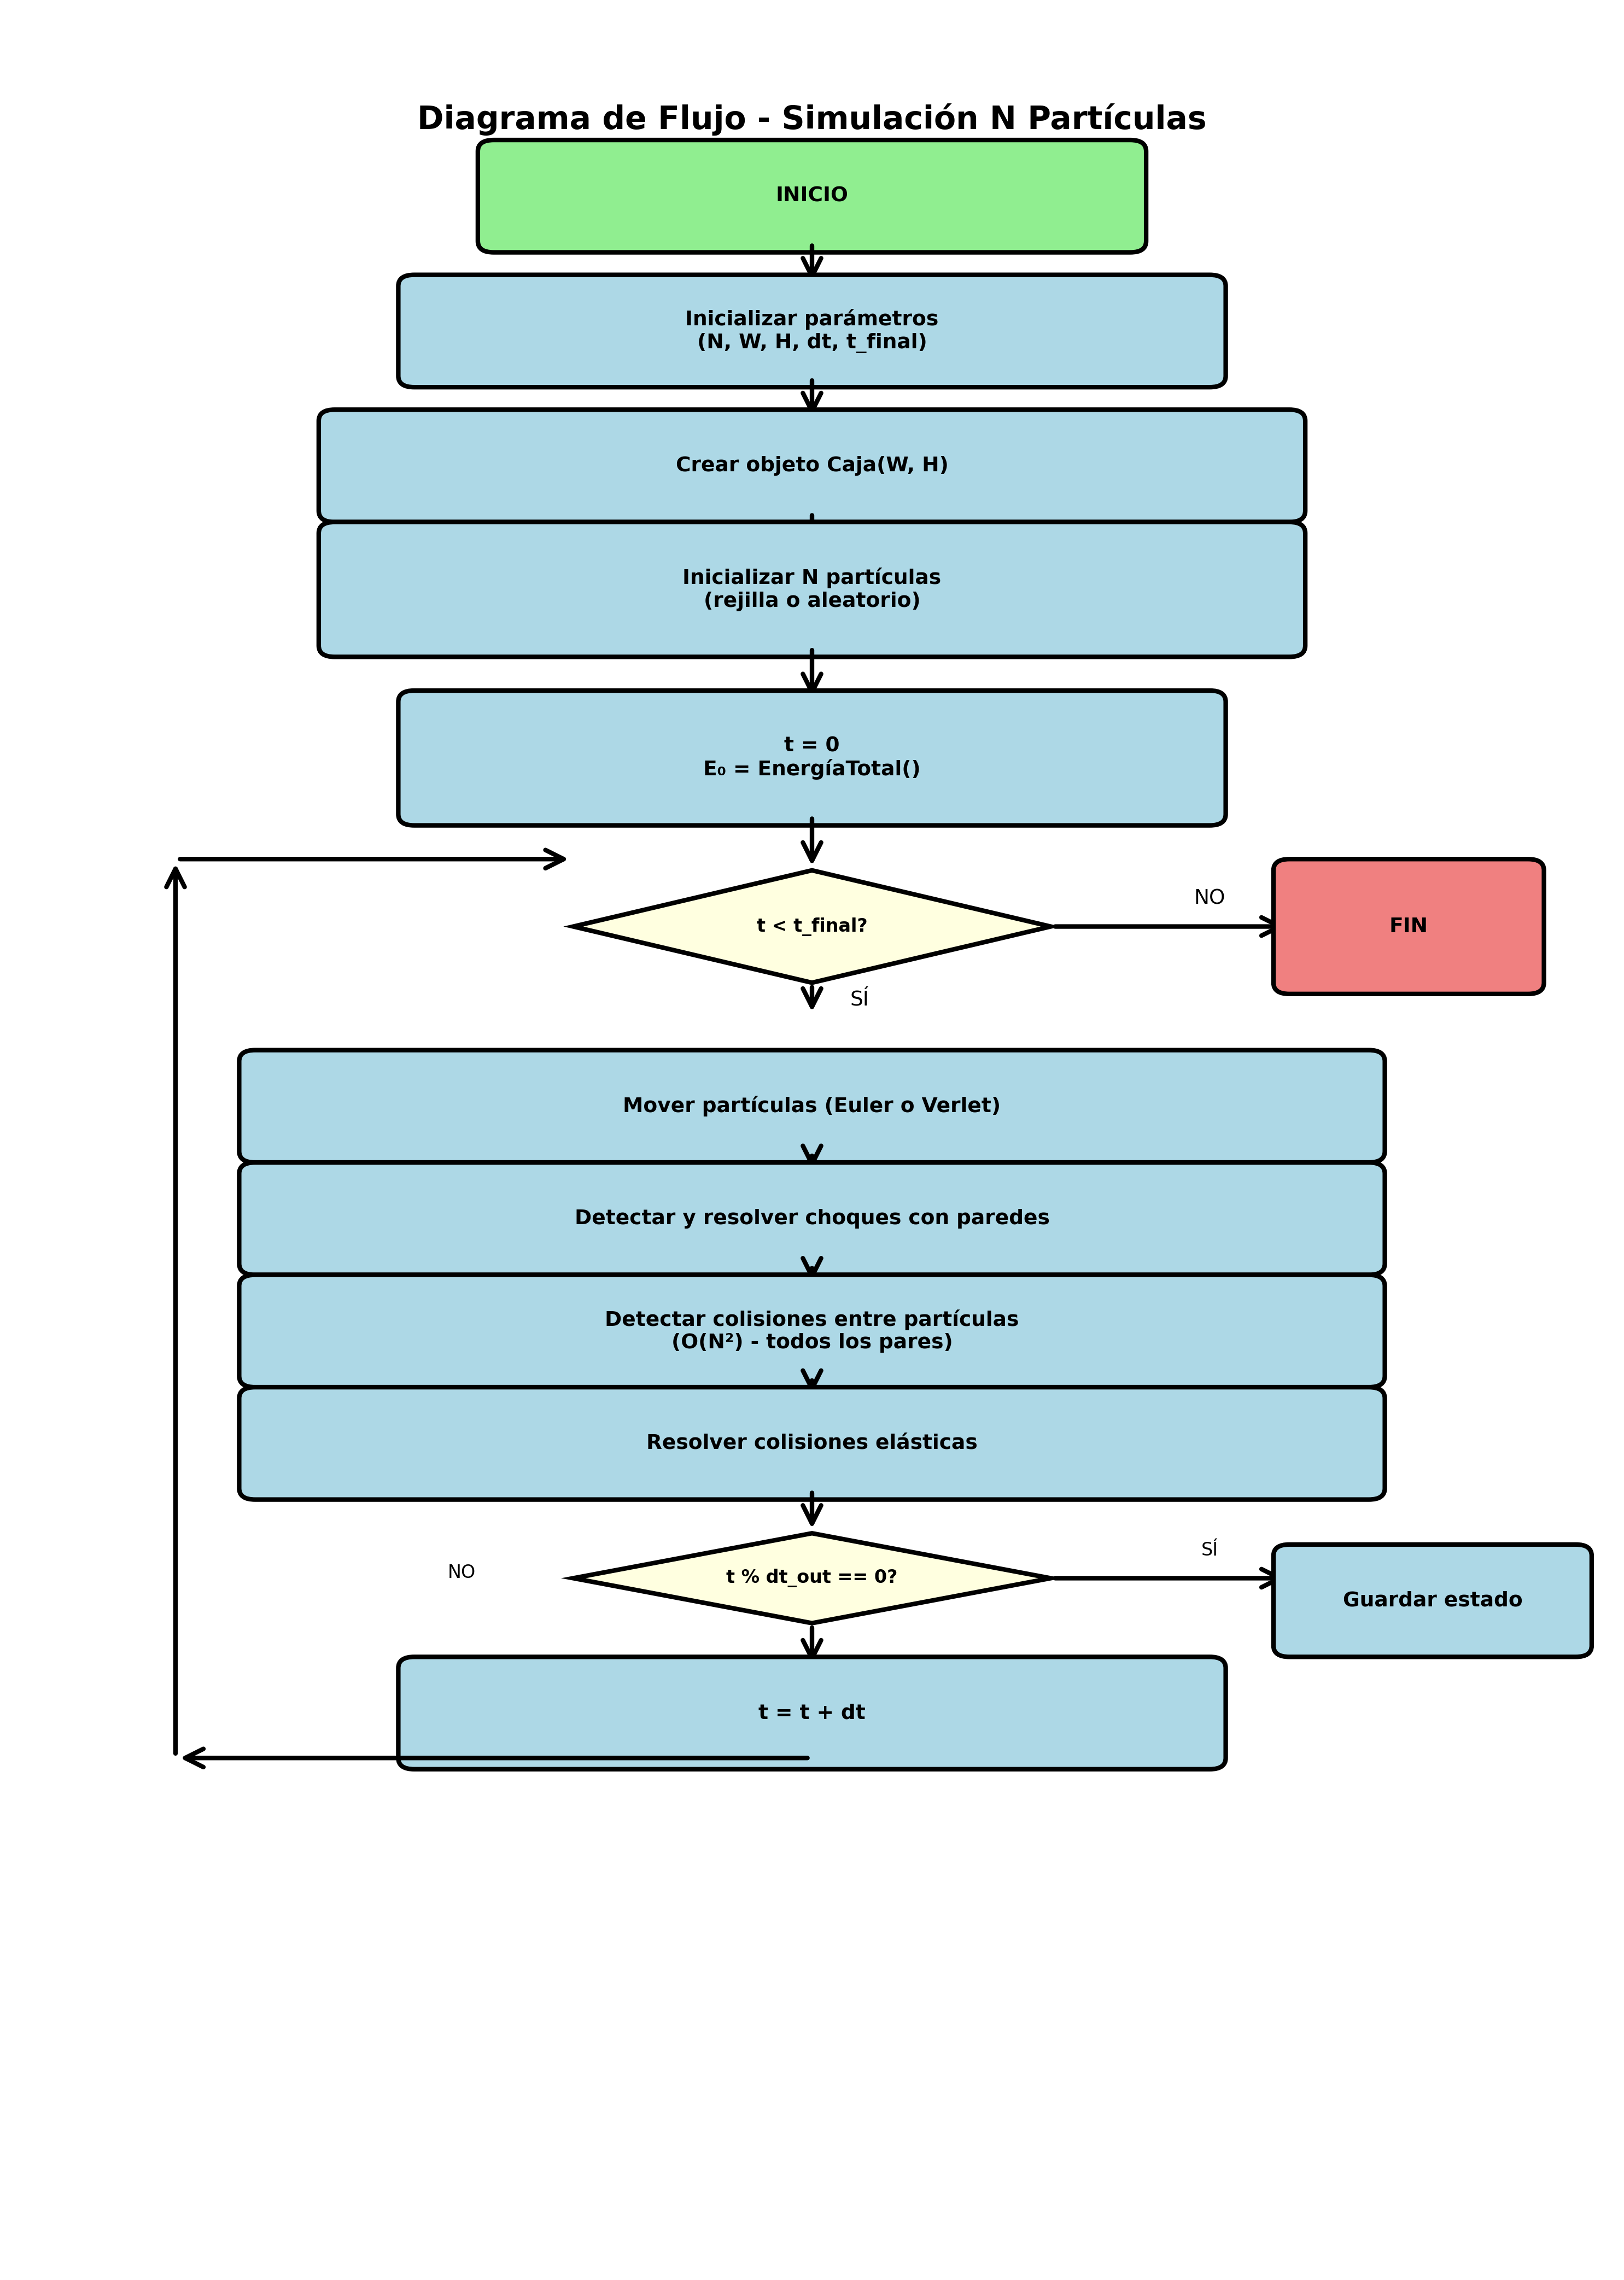 Diagrama de Flujo - Simulación N Partículas
INICIO
Inicializar parámetros
(N, W, H, dt, t_final)
Crear objeto Caja(W, H)
Inicializar N partículas
(rejilla o aleatorio)
t = 0
E₀ = EnergíaTotal()
t < t_final?
NO
FIN
SÍ
Mover partículas (Euler o Verlet)
Detectar y resolver choques con paredes
Detectar colisiones entre partículas
(O(N²) - todos los pares)
Resolver colisiones elásticas
NO
t % dt_out == 0?
SÍ
Guardar estado
t = t + dt